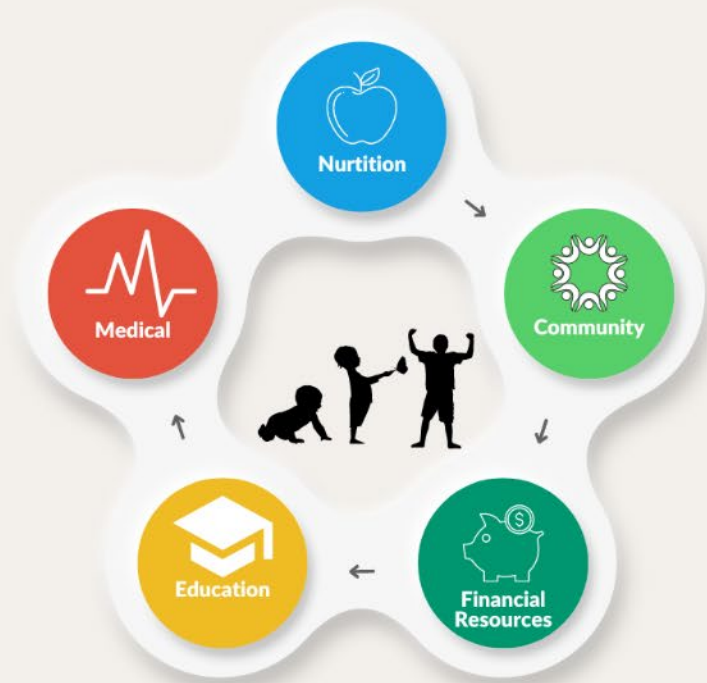 Nurtition
Community
Financial
Resources
Education
Medical
$